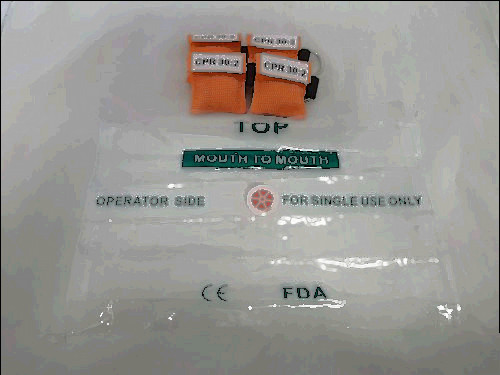 CPR 30:2 CPR 30:2
CPR 30:2 CPR 30:2
TOP
MOUTH TO MOUTH
OPERATOR SIDE FOR SINGLE USE ONLY
CE FDA